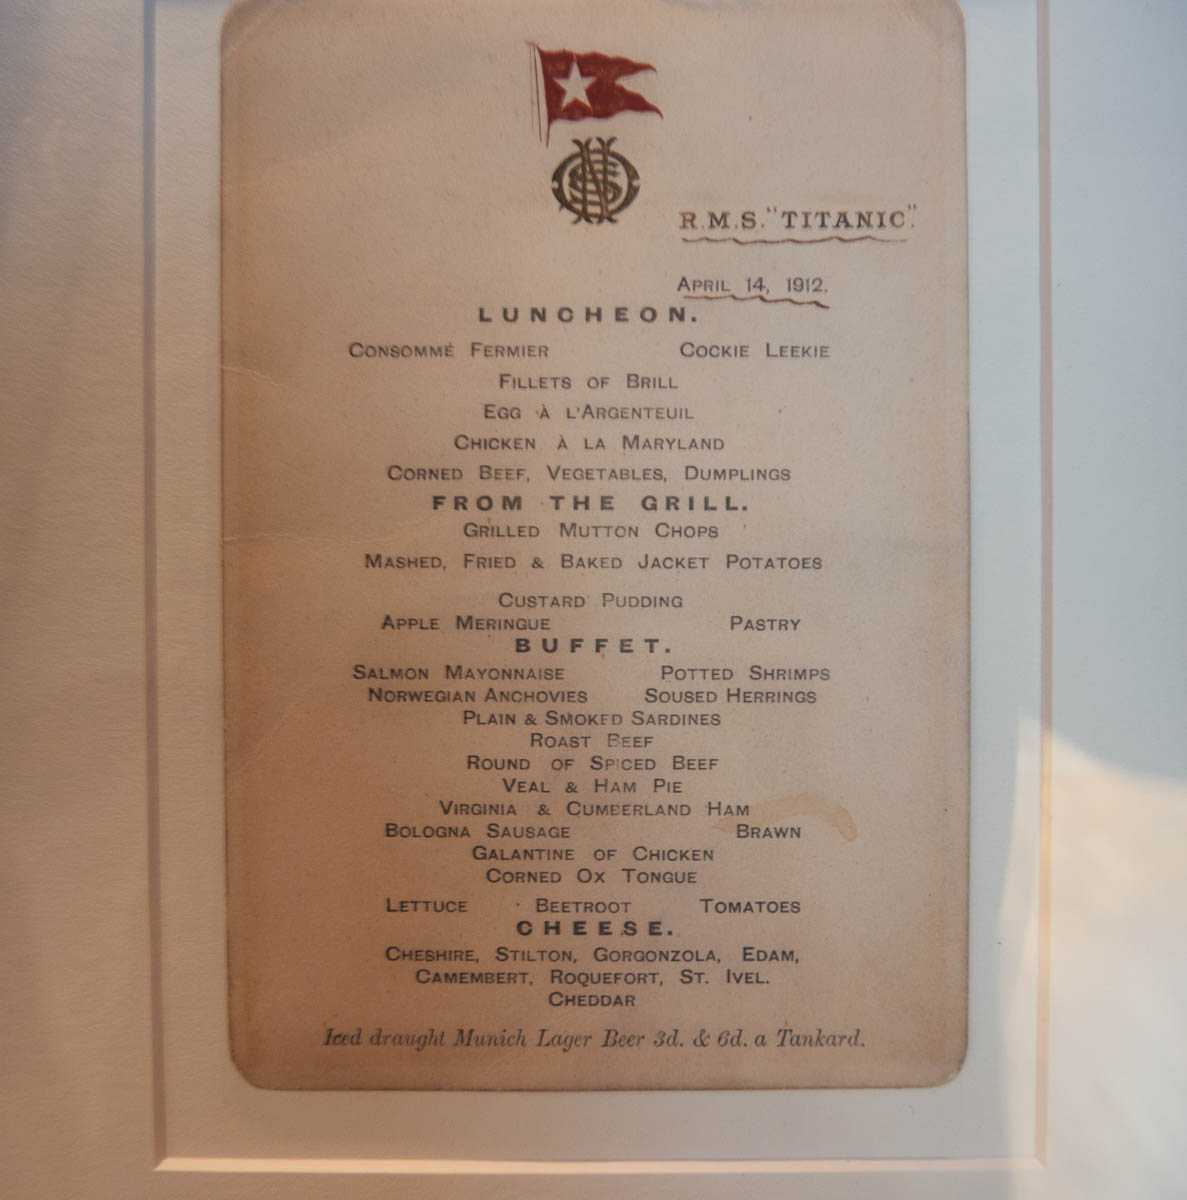 R.M.S. "TITANIC".
APRIL 14, 1912.
LUNCHEON.
CONSOMMÉ FERMIER COCKIE LEEKIE
FILLETS OF BRILL
EGG À L'ARGENTEUIL
CHICKEN À LA MARYLAND
CORNED BEEF, VEGETABLES, DUMPLINGS
FROM THE GRILL.
GRILLED MUTTON CHOPS
MASHED, FRIED & BAKED JACKET POTATOES
CUSTARD PUDDING
APPLE MERINGUE PASTRY
BUFFET.
SALMON MAYONNAISE POTTED SHRIMPS
NORWEGIAN ANCHOVIES SOUSED HERRINGS
PLAIN & SMOKED SARDINES
ROAST BEEF
ROUND OF SPICED BEEF
VEAL & HAM PIE
VIRGINIA & CUMBERLAND HAM
BOLOGNA SAUSAGE BRAWN
GALANTINE OF CHICKEN
CORNED OX TONGUE
LETTUCE BEETROOT TOMATOES
CHEESE.
CHESHIRE, STILTON, GORGONZOLA, EDAM,
CAMEMBERT, ROQUEFORT, ST. IVEL.
CHEDDAR
Iced draught Munich Lager Beer 3d. & 6d. a Tankard.